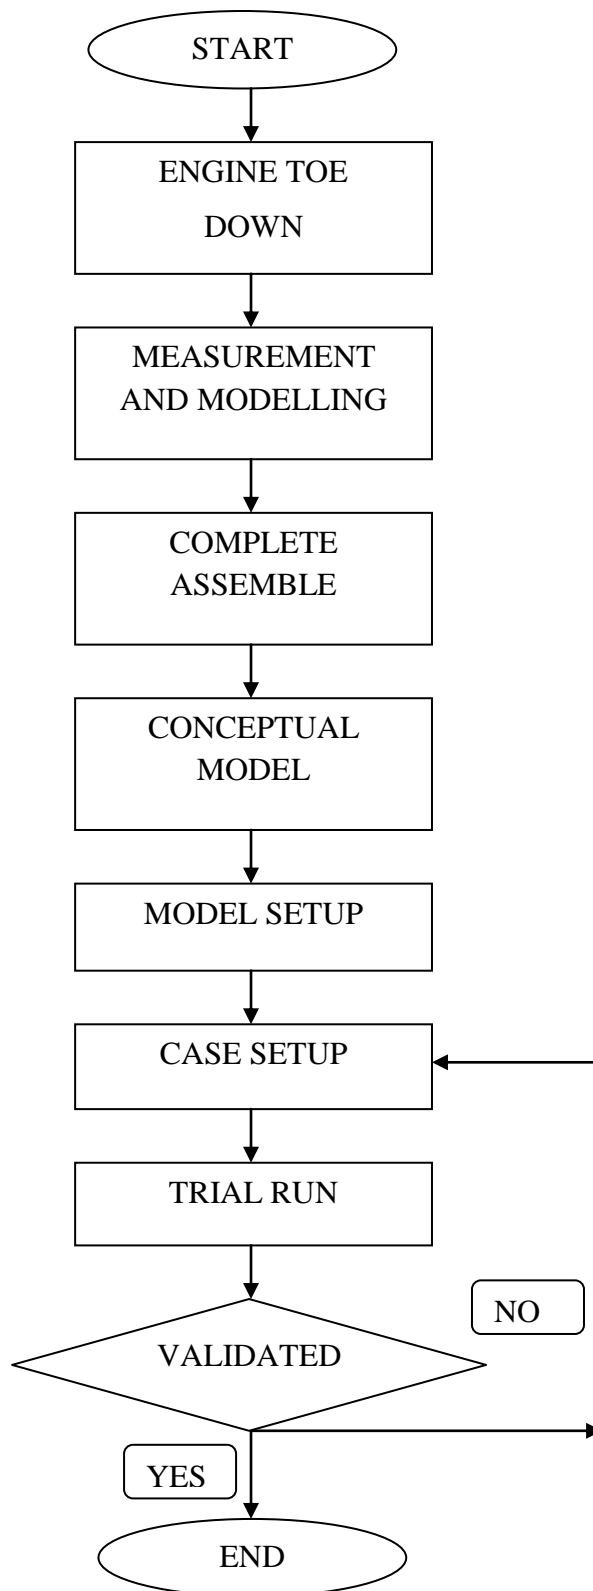 START
ENGINE TOE
DOWN
MEASUREMENT
AND MODELLING
COMPLETE
ASSEMBLE
CONCEPTUAL
MODEL
MODEL SETUP
CASE SETUP
TRIAL RUN
NO
VALIDATED
YES
END